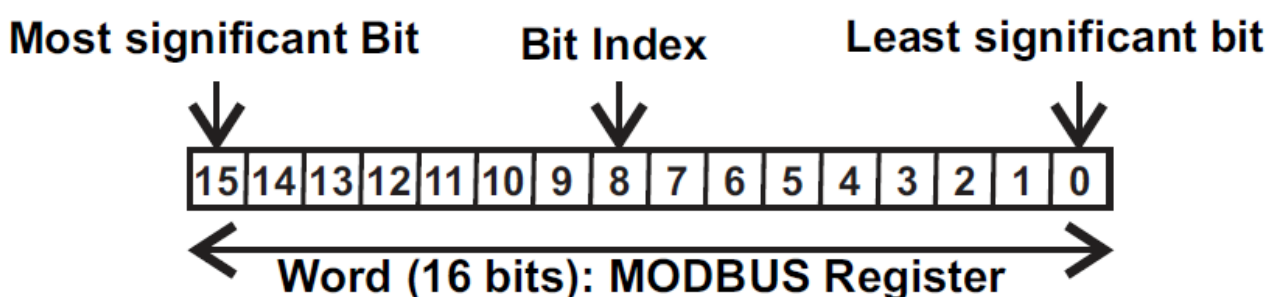 Most significant Bit Bit Index Least significant bit
15 14 13 12 11 10 9 8 7 6 5 4 3 2 1 0
Word (16 bits): MODBUS Register